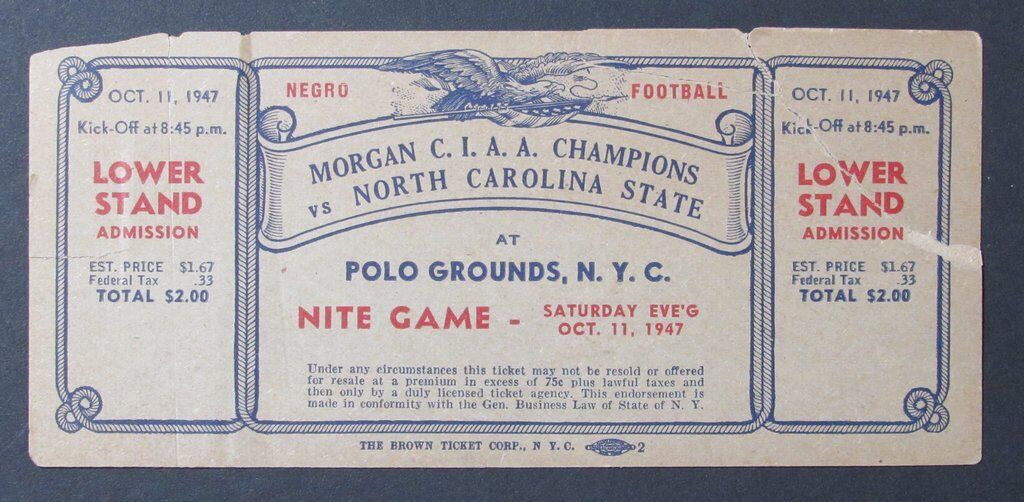 OCT. 11, 1947
Kick-Off at 8:45 p.m.
LOWER
STAND
ADMISSION
EST. PRICE $1.67
Federal Tax .33
TOTAL $2.00
NEGRO FOOTBALL
MORGAN C. I. A. A. CHAMPIONS
VS NORTH CAROLINA STATE
AT
POLO GROUNDS, N. Y. C.
NITE GAME - SATURDAY EVE'G
OCT. 11, 1947
Under any circumstances this ticket may not be resold or offered
for resale at a premium in excess of 75c plus lawful taxes and
then only by a duly licensed ticket agency. This endorsement is
made in conformity with the Gen. Business Law of State of N. Y.
THE BROWN TICKET CORP., N Y. C. 2
OCT. 11, 1947
Kick-Off at 8:45 p.m.
LOWER
STAND
ADMISSION
EST. PRICE $1.67
Federal Tax .33
TOTAL $2.00